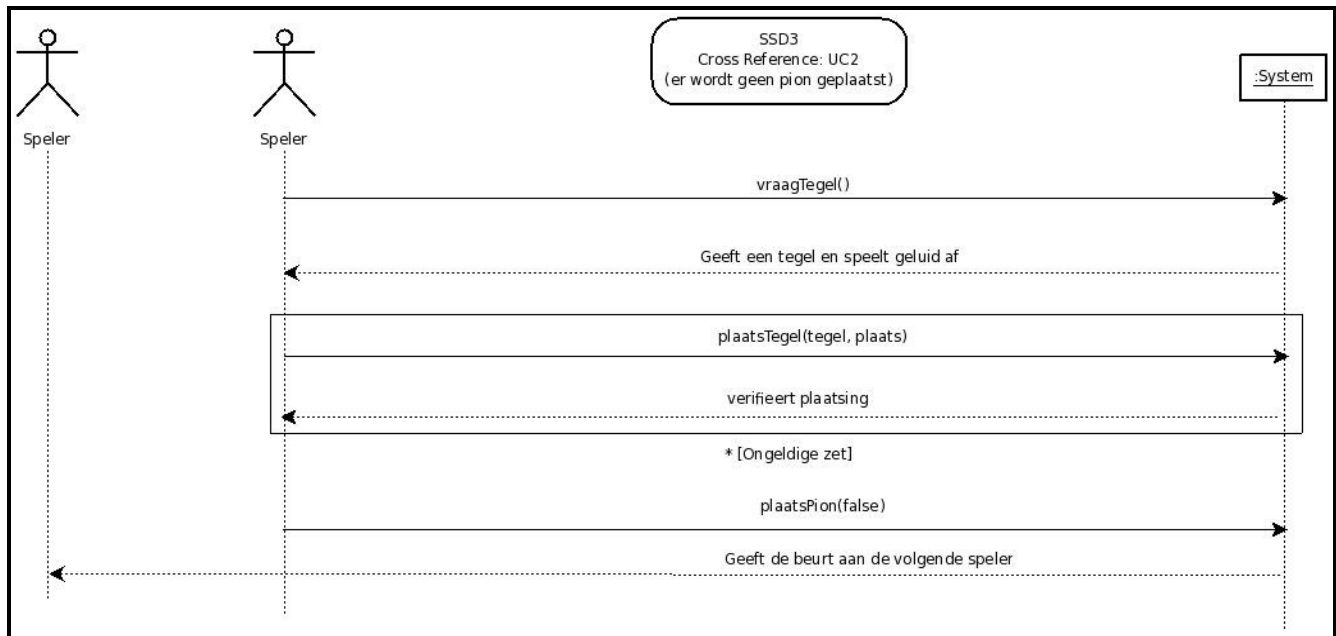 SSD3
Cross Reference: UC2
(er wordt geen pion geplaatst)
:System
Speler
Speler
vraagTegel()
Geeft een tegel en speelt geluid af
plaatsTegel(tegel, plaats)
verifieert plaatsing
* [Ongeldige zet]
plaatsPion(false)
Geeft de beurt aan de volgende speler